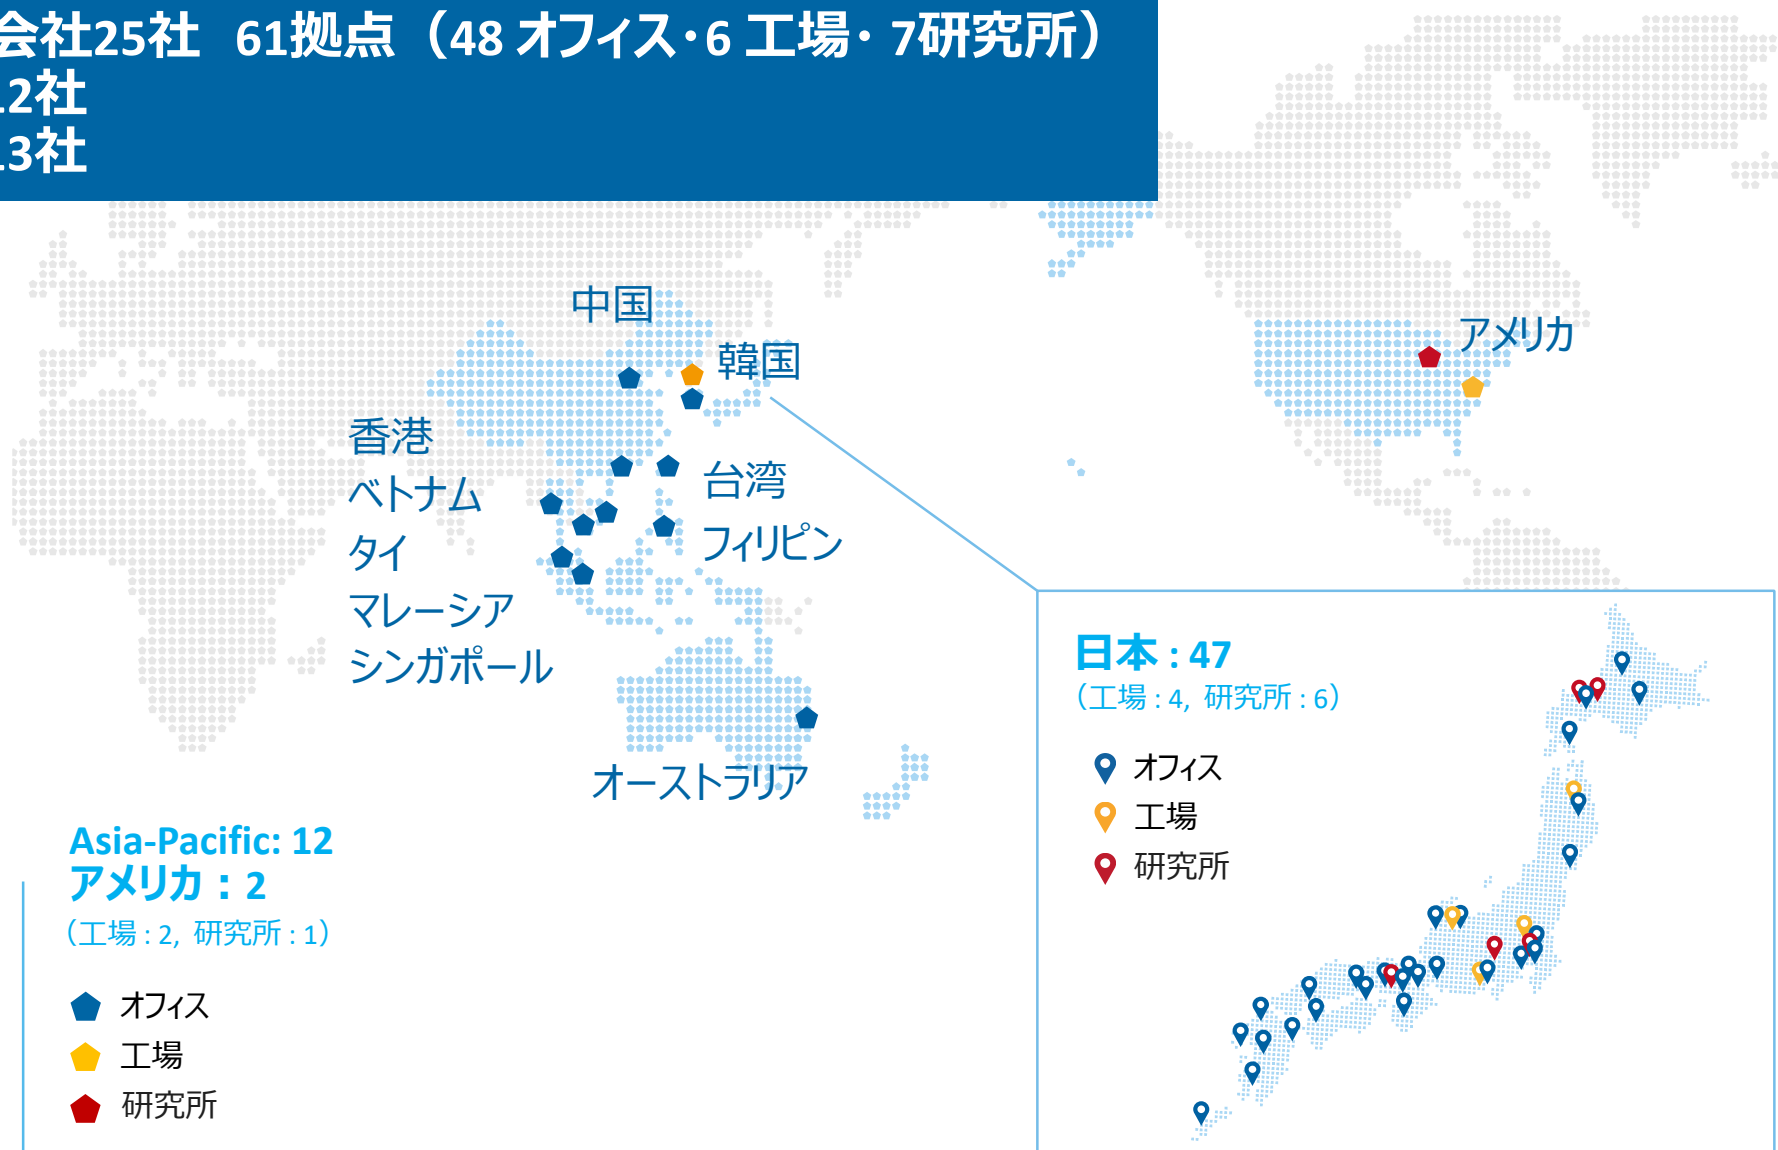 会社25社 61拠点（48 オフィス・6 工場・ 7研究所）
12社
13社
中国
韓国
アメリカ
香港
ベトナム
タイ
マレーシア
シンガポール
台湾
フィリピン
オーストラリア
Asia-Pacific: 12
アメリカ : 2
（工場 : 2, 研究所 : 1）
オフィス
工場
研究所
日本 : 47
（工場 : 4, 研究所 : 6）
オフィス
工場
研究所